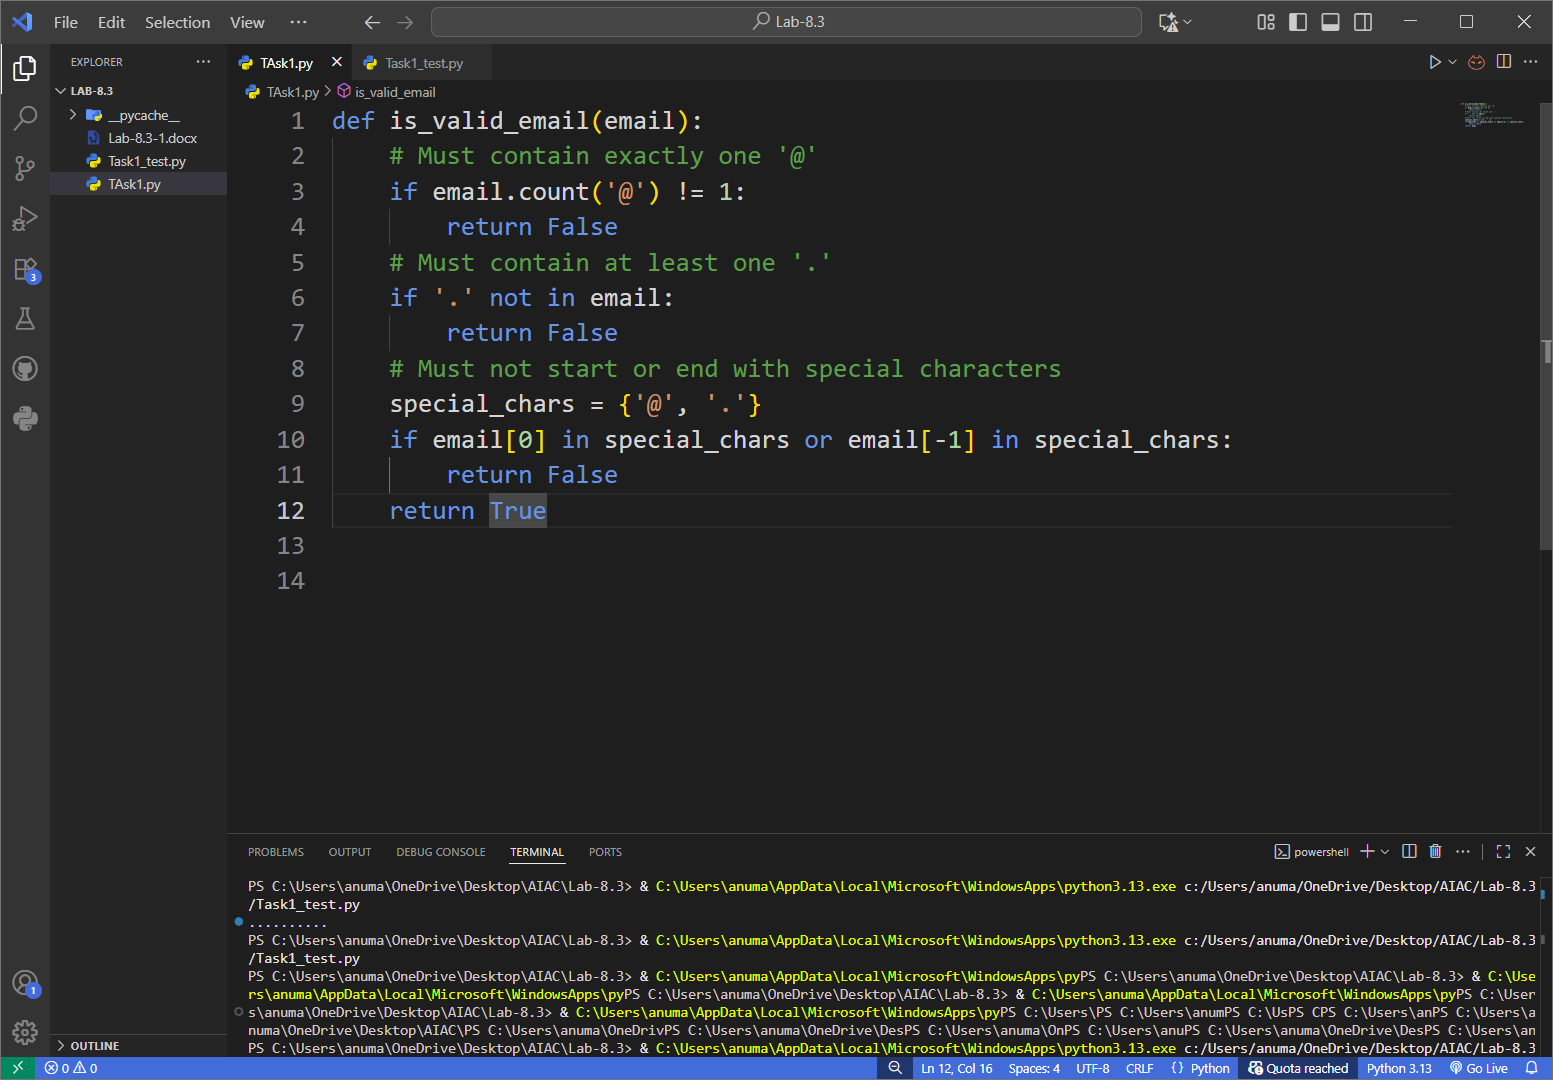 File Edit Selection View ··· Lab-8.3
EXPLORER ···
LAB-8.3
__pycache__
Lab-8.3-1.docx
Task1_test.py
TAsk1.py
OUTLINE
3
1
TAsk1.py Task1_test.py
TAsk1.py > is_valid_email
1 def is_valid_email(email):
2 # Must contain exactly one '@'
3 if email.count('@') != 1:
4 return False
5 # Must contain at least one '.'
6 if '.' not in email:
7 return False
8 # Must not start or end with special characters
9 special_chars = {'@', '.'}
10 if email[0] in special_chars or email[-1] in special_chars:
11 return False
12 return True
13
14
PROBLEMS OUTPUT DEBUG CONSOLE TERMINAL PORTS powershell
PS C:\Users\anuma\OneDrive\Desktop\AIAC\Lab-8.3> & C:\Users\anuma\AppData\Local\Microsoft\WindowsApps\python3.13.exe c:/Users/anuma/OneDrive/Desktop/AIAC/Lab-8.3
/Task1_test.py
..........
PS C:\Users\anuma\OneDrive\Desktop\AIAC\Lab-8.3> & C:\Users\anuma\AppData\Local\Microsoft\WindowsApps\python3.13.exe c:/Users/anuma/OneDrive/Desktop/AIAC/Lab-8.3
/Task1_test.py
PS C:\Users\anuma\OneDrive\Desktop\AIAC\Lab-8.3> & C:\Users\anuma\AppData\Local\Microsoft\WindowsApps\pyPS C:\Users\anuma\OneDrive\Desktop\AIAC\Lab-8.3> & C:\Use
rs\anuma\AppData\Local\Microsoft\WindowsApps\pyPS C:\Users\anuma\OneDrive\Desktop\AIAC\Lab-8.3> & C:\Users\anuma\AppData\Local\Microsoft\WindowsApps\pyPS C:\User
s\anuma\OneDrive\Desktop\AIAC\Lab-8.3> & C:\Users\anuma\AppData\Local\Microsoft\WindowsApps\pyPS C:\Users\PS C:\Users\anumPS C:\UsPS CPS C:\Users\anPS C:\Users\a
numa\OneDrive\Desktop\AIAC\PS C:\Users\anuma\OneDrivPS C:\Users\anuma\OneDrive\DesPS C:\Users\anuma\OnPS C:\Users\anuPS C:\Users\anuma\OneDrive\DesPS C:\Users\an
PS C:\Users\anuma\OneDrive\Desktop\AIAC\Lab-8.3> & C:\Users\anuma\AppData\Local\Microsoft\WindowsApps\python3.13.exe c:/Users/anuma/OneDrive/Desktop/AIAC/Lab-8.3
0 0 Ln 12, Col 16 Spaces: 4 UTF-8 CRLF {} Python Quota reached Python 3.13 Go Live